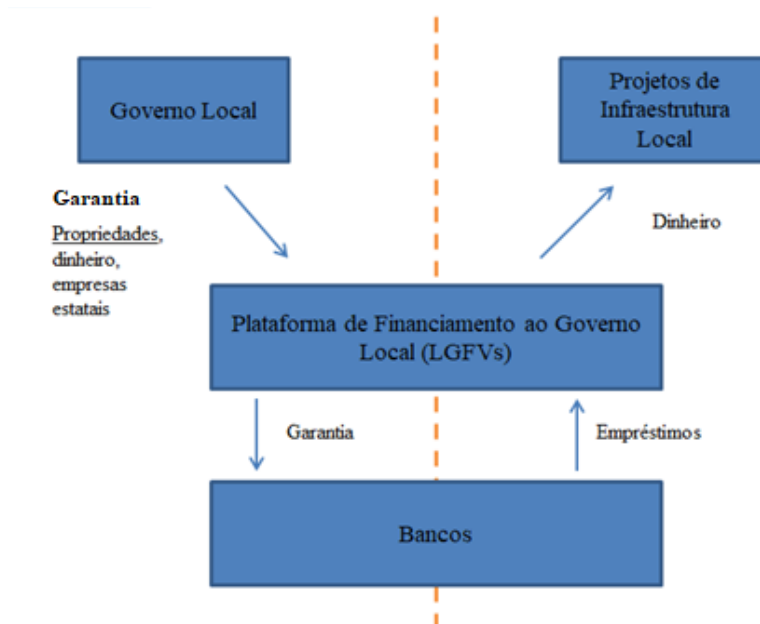 Governo Local
Projetos de
Infraestrutura
Local
Garantia
Propriedades,
dinheiro,
empresas
estatais
Dinheiro
Plataforma de Financiamento ao Governo
Local (LGFVs)
Garantia
Empréstimos
Bancos